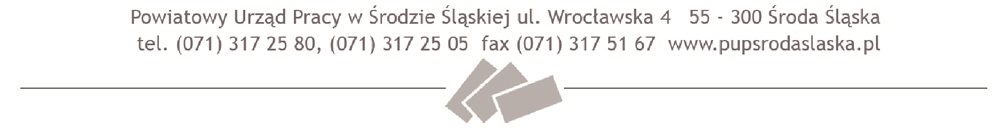 Powiatowy Urząd Pracy w Środzie Śląskiej ul. Wrocławska 4 55 - 300 Środa Śląska
tel. (071) 317 25 80, (071) 317 25 05 fax (071) 317 51 67 www.pupsrodaslaska.pl